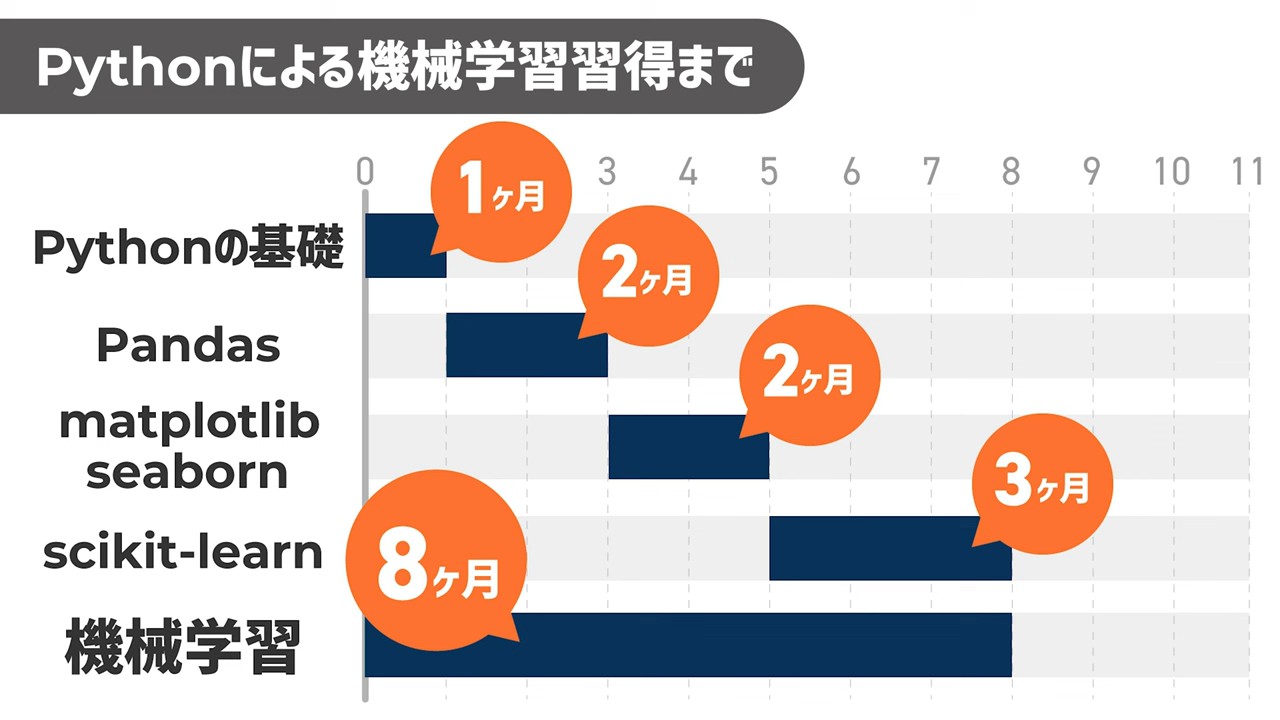 Pythonによる機械学習習得まで
0 3 4 5 6 7 8 9 10 11
1ヶ月
Pythonの基礎
2ヶ月
Pandas
2ヶ月
matplotlib
seaborn
3ヶ月
scikit-learn
8ヶ月
機械学習